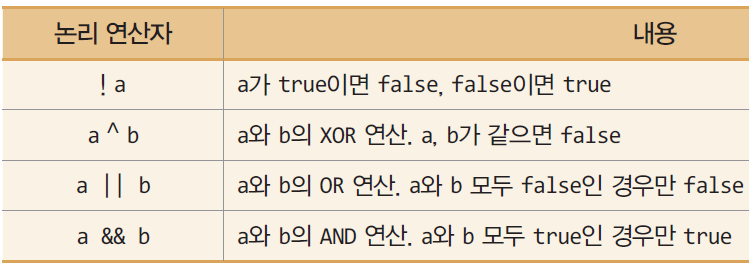 논리 연산자 내용
! a a가 true이면 false, false이면 true
a ^ b a와 b의 XOR 연산. a, b가 같으면 false
a || b a와 b의 OR 연산. a와 b 모두 false인 경우만 false
a && b a와 b의 AND 연산. a와 b 모두 true인 경우만 true